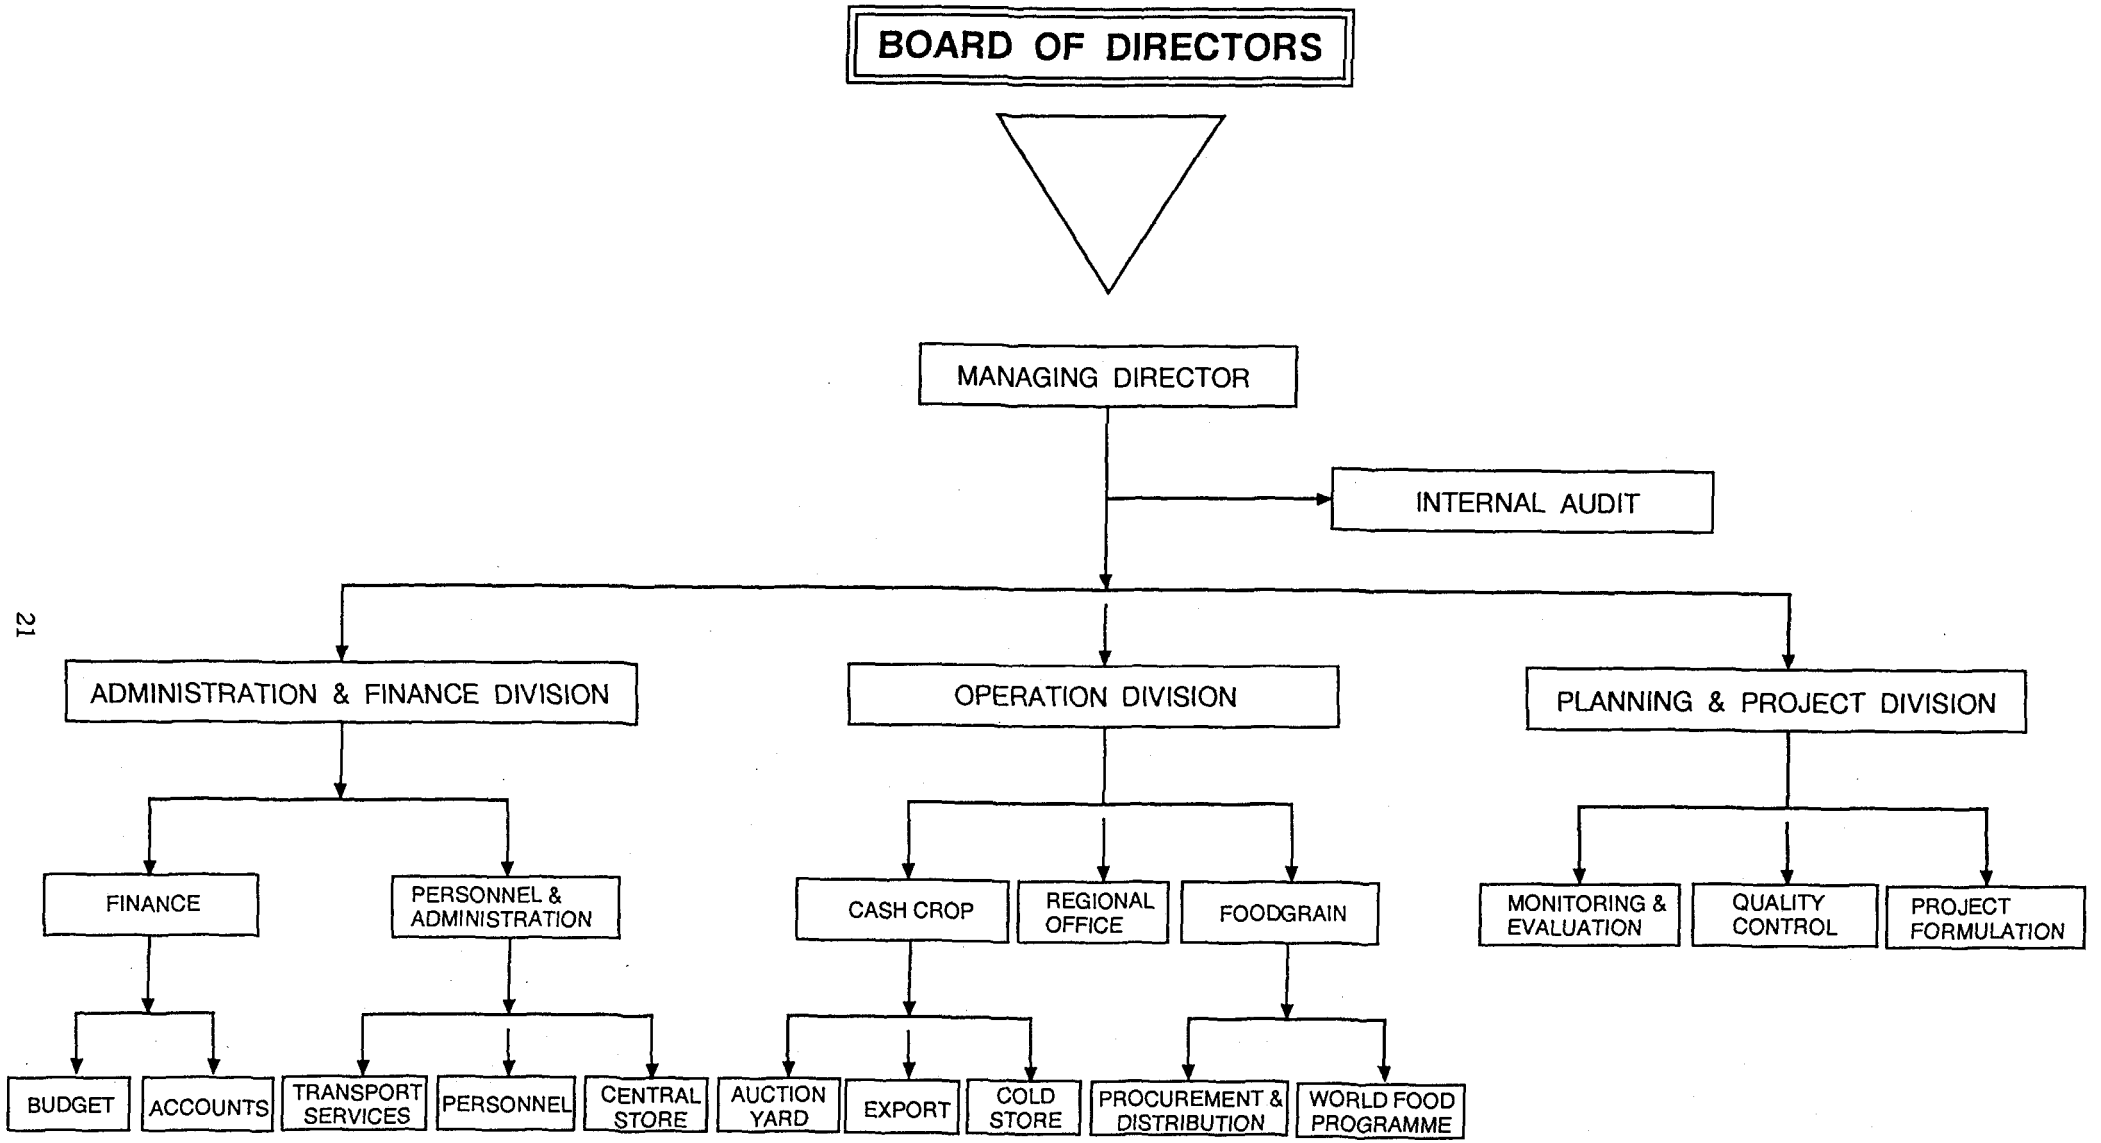 BOARD OF DIRECTORS
MANAGING DIRECTOR
INTERNAL AUDIT
21
ADMINISTRATION & FINANCE DIVISION
OPERATION DIVISION
PLANNING & PROJECT DIVISION
FINANCE
PERSONNEL &
ADMINISTRATION
CASH CROP
REGIONAL
OFFICE
FOODGRAIN
MONITORING &
EVALUATION
QUALITY
CONTROL
PROJECT
FORMULATION
BUDGET
ACCOUNTS
TRANSPORT
SERVICES
PERSONNEL
CENTRAL
STORE
AUCTION
YARD
EXPORT
COLD
STORE
PROCUREMENT &
DISTRIBUTION
WORLD FOOD
PROGRAMME